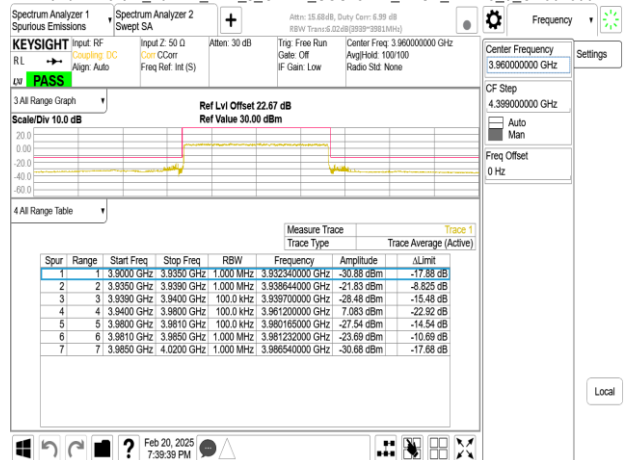 Spectrum Analyzer 1
Spurious Emissions
Spectrum Analyzer 2
Swept SA
+
Attn: 15.68dB, Duty Corr: 6.99 dB
RBW Trans:6.02dB(3939~3981MHz)
Frequency
KEYSIGHT
RL
LXI
PASS
Input: RF
Coupling: DC
Align: Auto
Input Z: 50 Ω
Corr CCorr
Freq Ref: Int (S)
Atten: 30 dB
Trig: Free Run
Gate: Off
IF Gain: Low
Center Freq: 3.960000000 GHz
Avg|Hold: 100/100
Radio Std: None
Center Frequency
3.960000000 GHz
Settings
CF Step
4.399000000 GHz
Auto
Man
Freq Offset
0 Hz
3 All Range Graph
Scale/Div 10.0 dB
Ref Lvl Offset 22.67 dB
Ref Value 30.00 dBm
20.0
0.00
-20.0
-40.0
-60.0
4 All Range Table
Measure Trace Trace 1
Trace Type Trace Average (Active)
Spur Range Start Freq Stop Freq RBW Frequency Amplitude ΔLimit
1 1 3.9000 GHz 3.9350 GHz 1.000 MHz 3.932340000 GHz -30.88 dBm -17.88 dB
2 2 3.9350 GHz 3.9390 GHz 1.000 MHz 3.938644000 GHz -21.83 dBm -8.825 dB
3 3 3.9390 GHz 3.9400 GHz 100.0 kHz 3.939700000 GHz -28.48 dBm -15.48 dB
4 4 3.9400 GHz 3.9800 GHz 100.0 kHz 3.961200000 GHz 7.083 dBm -22.92 dB
5 5 3.9800 GHz 3.9810 GHz 100.0 kHz 3.980165000 GHz -27.54 dBm -14.54 dB
6 6 3.9810 GHz 3.9850 GHz 1.000 MHz 3.981232000 GHz -23.69 dBm -10.69 dB
7 7 3.9850 GHz 4.0200 GHz 1.000 MHz 3.986540000 GHz -30.68 dBm -17.68 dB
Local
?
Feb 20, 2025
7:39:39 PM